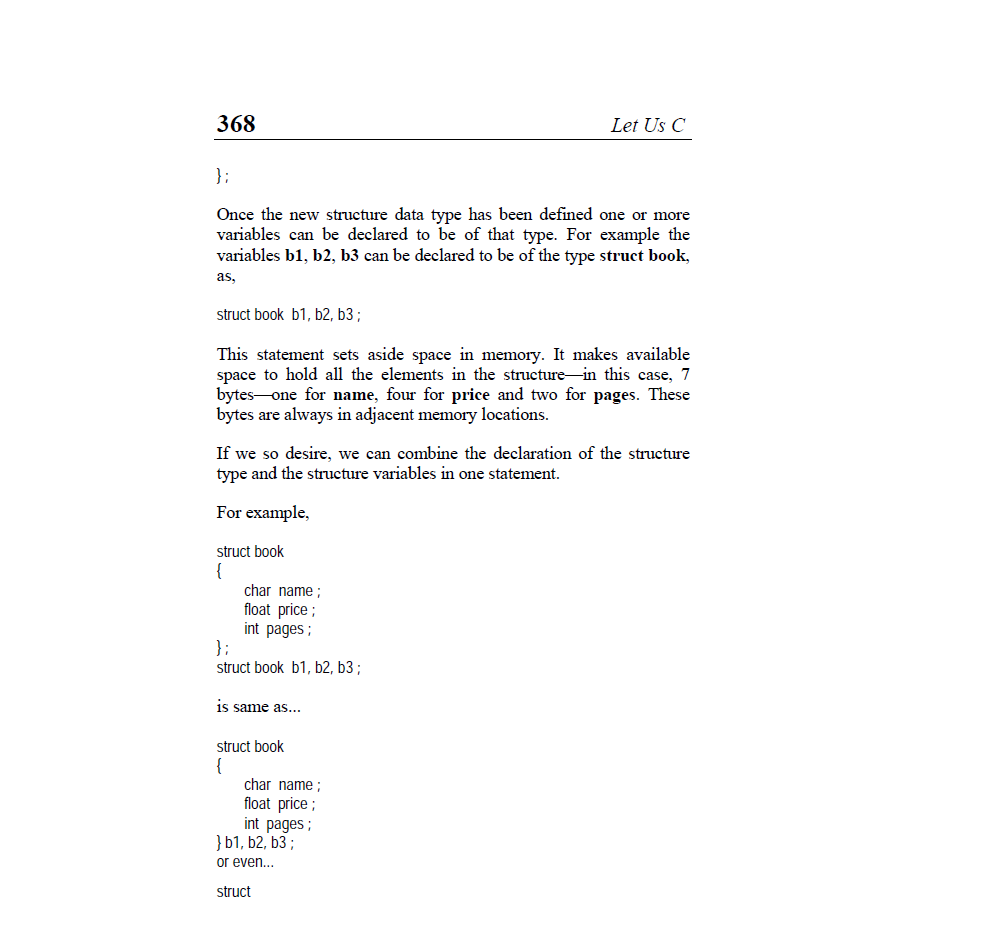 368 Let Us C
} ;
Once the new structure data type has been defined one or more
variables can be declared to be of that type. For example the
variables b1, b2, b3 can be declared to be of the type struct book,
as,
struct book b1, b2, b3 ;
This statement sets aside space in memory. It makes available
space to hold all the elements in the structure—in this case, 7
bytes—one for name, four for price and two for pages. These
bytes are always in adjacent memory locations.
If we so desire, we can combine the declaration of the structure
type and the structure variables in one statement.
For example,
struct book
{
char name ;
float price ;
int pages ;
} ;
struct book b1, b2, b3 ;
is same as...
struct book
{
char name ;
float price ;
int pages ;
} b1, b2, b3 ;
or even...
struct